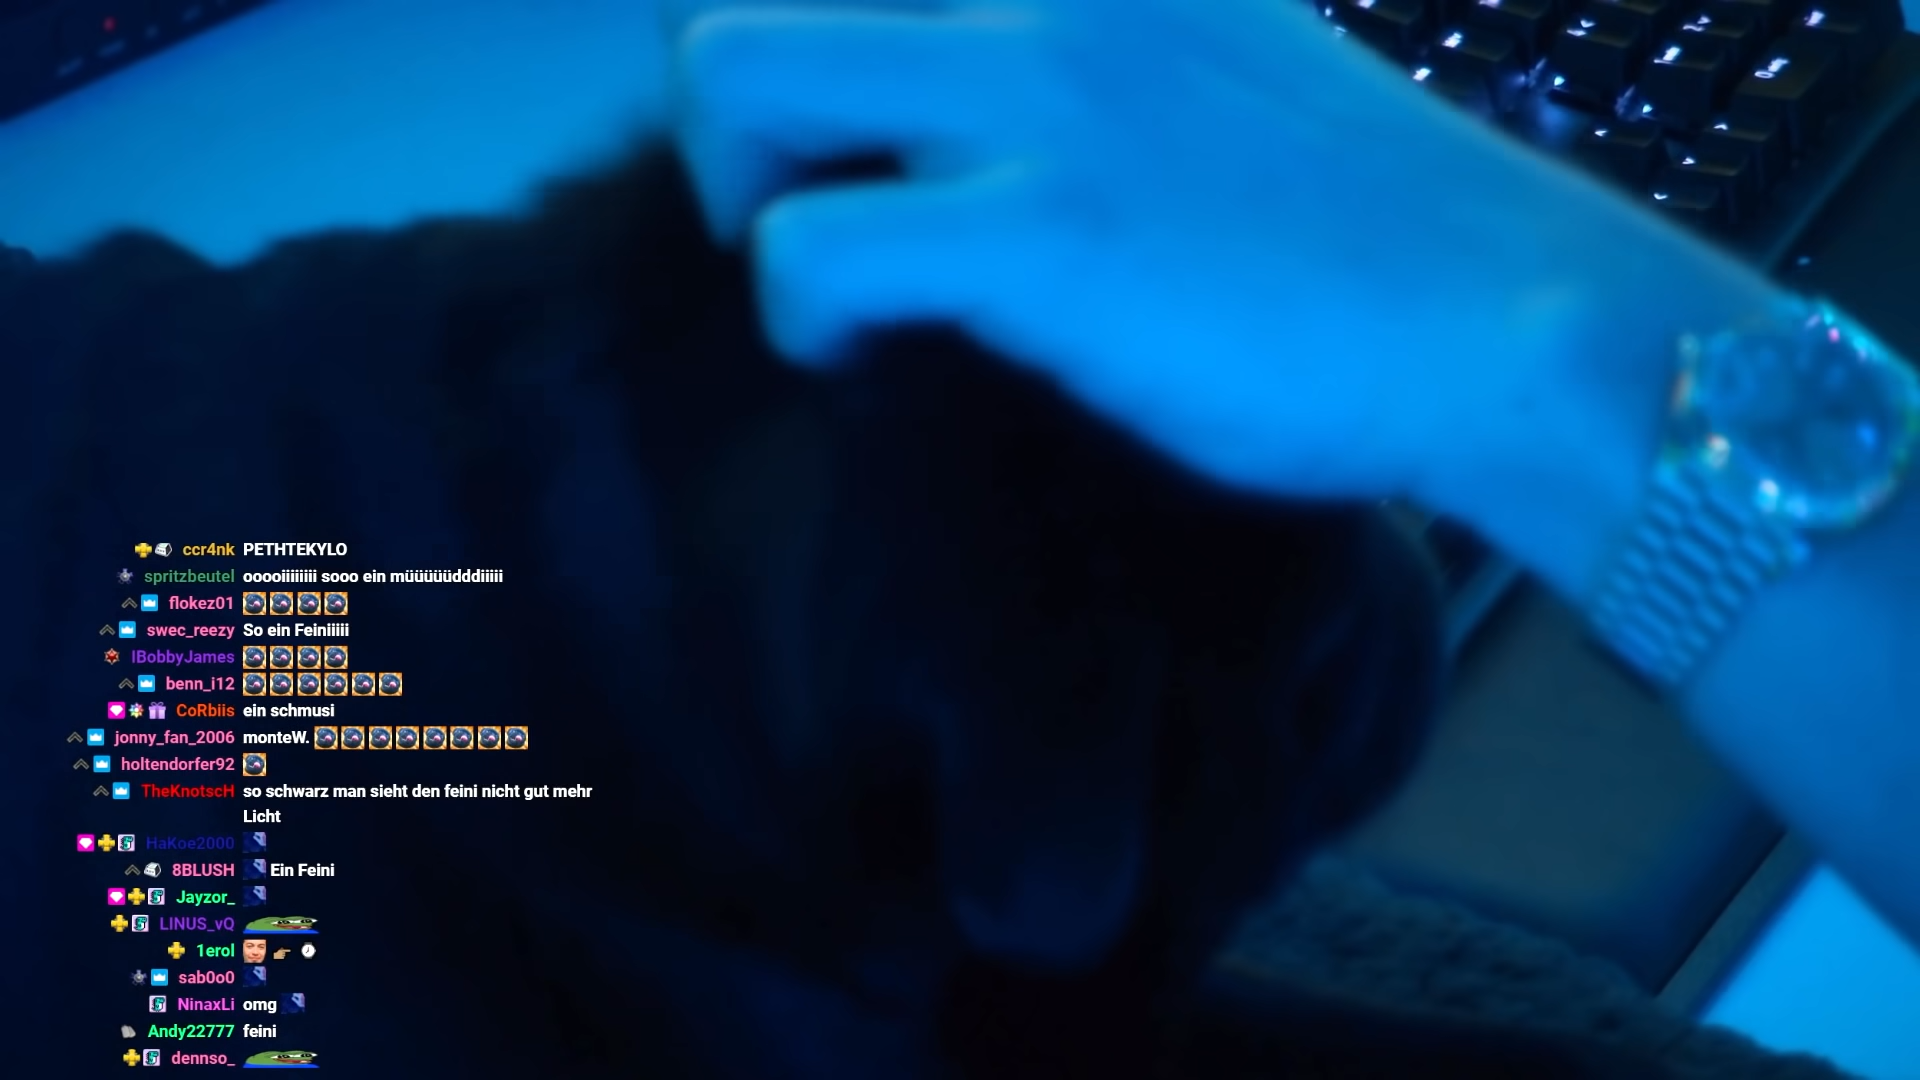 ccr4nk PETHTEKYLO
spritzbeutel ooooiiiiiiii sooo ein müüüüüdddiiiii
flokez01
swec_reezy So ein Feiniiiii
IBobbyJames
benn_i12
CoRbiis ein schmusi
jonny_fan_2006 monteW.
holtendorfer92
TheKnotscH so schwarz man sieht den feini nicht gut mehr
Licht
HaKoe2000
8BLUSH Ein Feini
Jayzor_
LINUS_vQ
1erol
sab0o0
NinaxLi omg
Andy22777 feini
dennso_